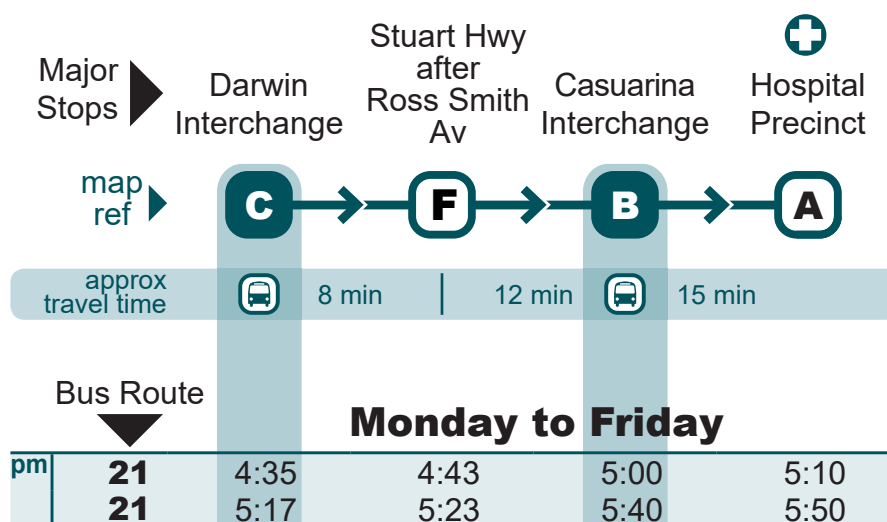 Major
Stops
Darwin
Interchange
Stuart Hwy
after
Ross Smith
Av
Casuarina
Interchange
Hospital
Precinct
map
ref
C
F
B
A
approx
travel time
8 min
12 min
15 min
Bus Route
Monday to Friday
pm 21 4:35 4:43 5:00 5:10
21 5:17 5:23 5:40 5:50